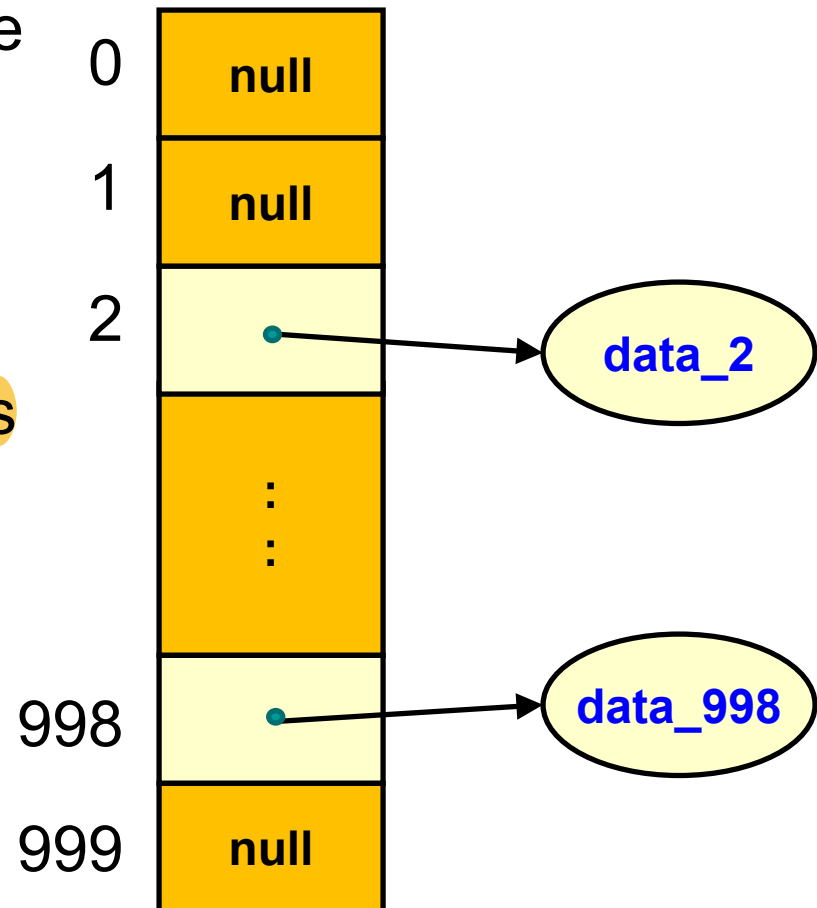 e
0 null
1 null
2 data_2
s
:
:
998 data_998
999 null